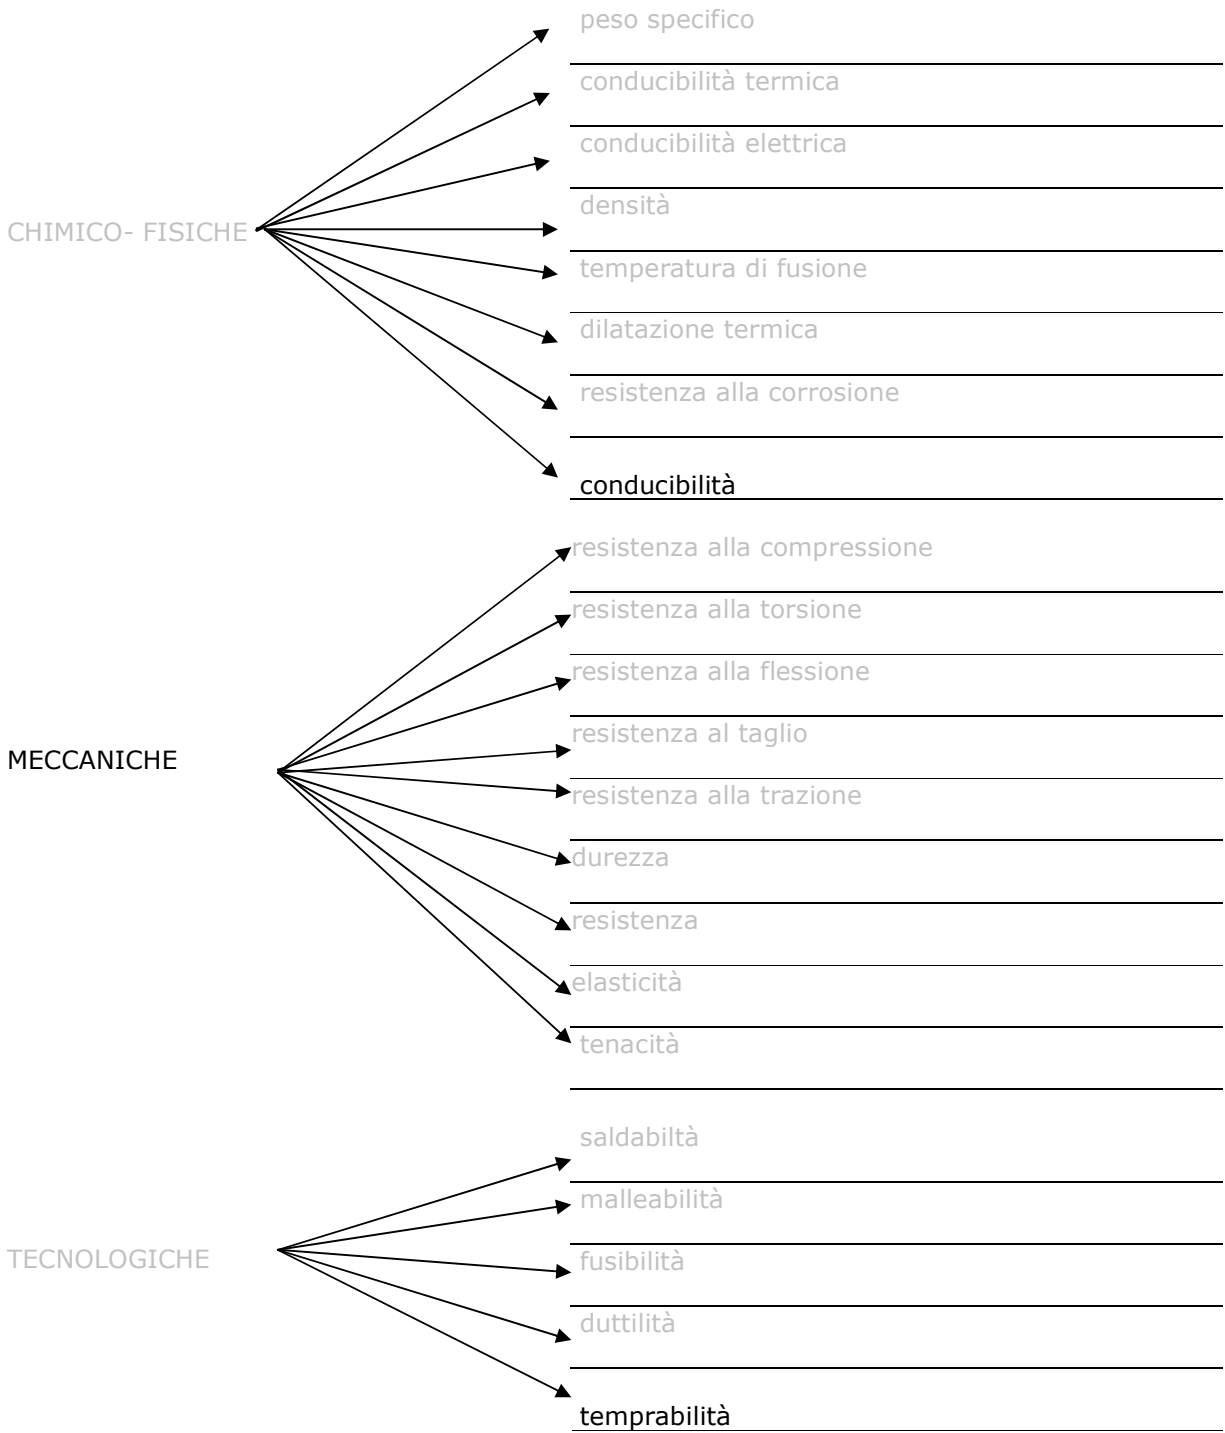 peso specifico
conducibilità termica
conducibilità elettrica
densità
CHIMICO- FISICHE
temperatura di fusione
dilatazione termica
resistenza alla corrosione
conducibilità
resistenza alla compressione
resistenza alla torsione
resistenza alla flessione
resistenza al taglio
MECCANICHE
resistenza alla trazione
durezza
resistenza
elasticità
tenacità
saldabiltà
malleabilità
TECNOLOGICHE
fusibilità
duttilità
temprabilità